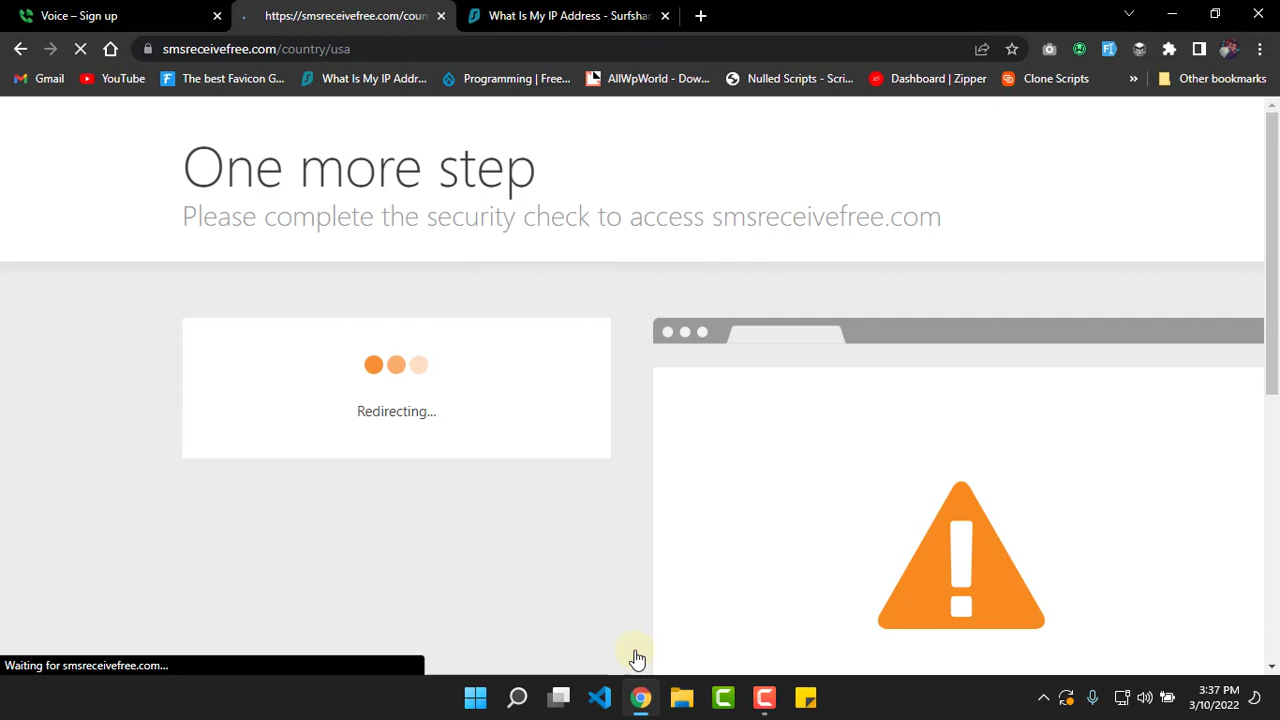 Voice – Sign up
https://smsreceivefree.com/coun
What Is My IP Address - Surfshar
smsreceivefree.com/country/usa
Gmail
YouTube
The best Favicon G...
What Is My IP Addr...
Programming | Free...
AllWpWorld - Dow...
Nulled Scripts - Scri...
Dashboard | Zipper
Clone Scripts
»
Other bookmarks
One more step
Please complete the security check to access smsreceivefree.com
Redirecting...
Waiting for smsreceivefree.com...
3:37 PM
3/10/2022